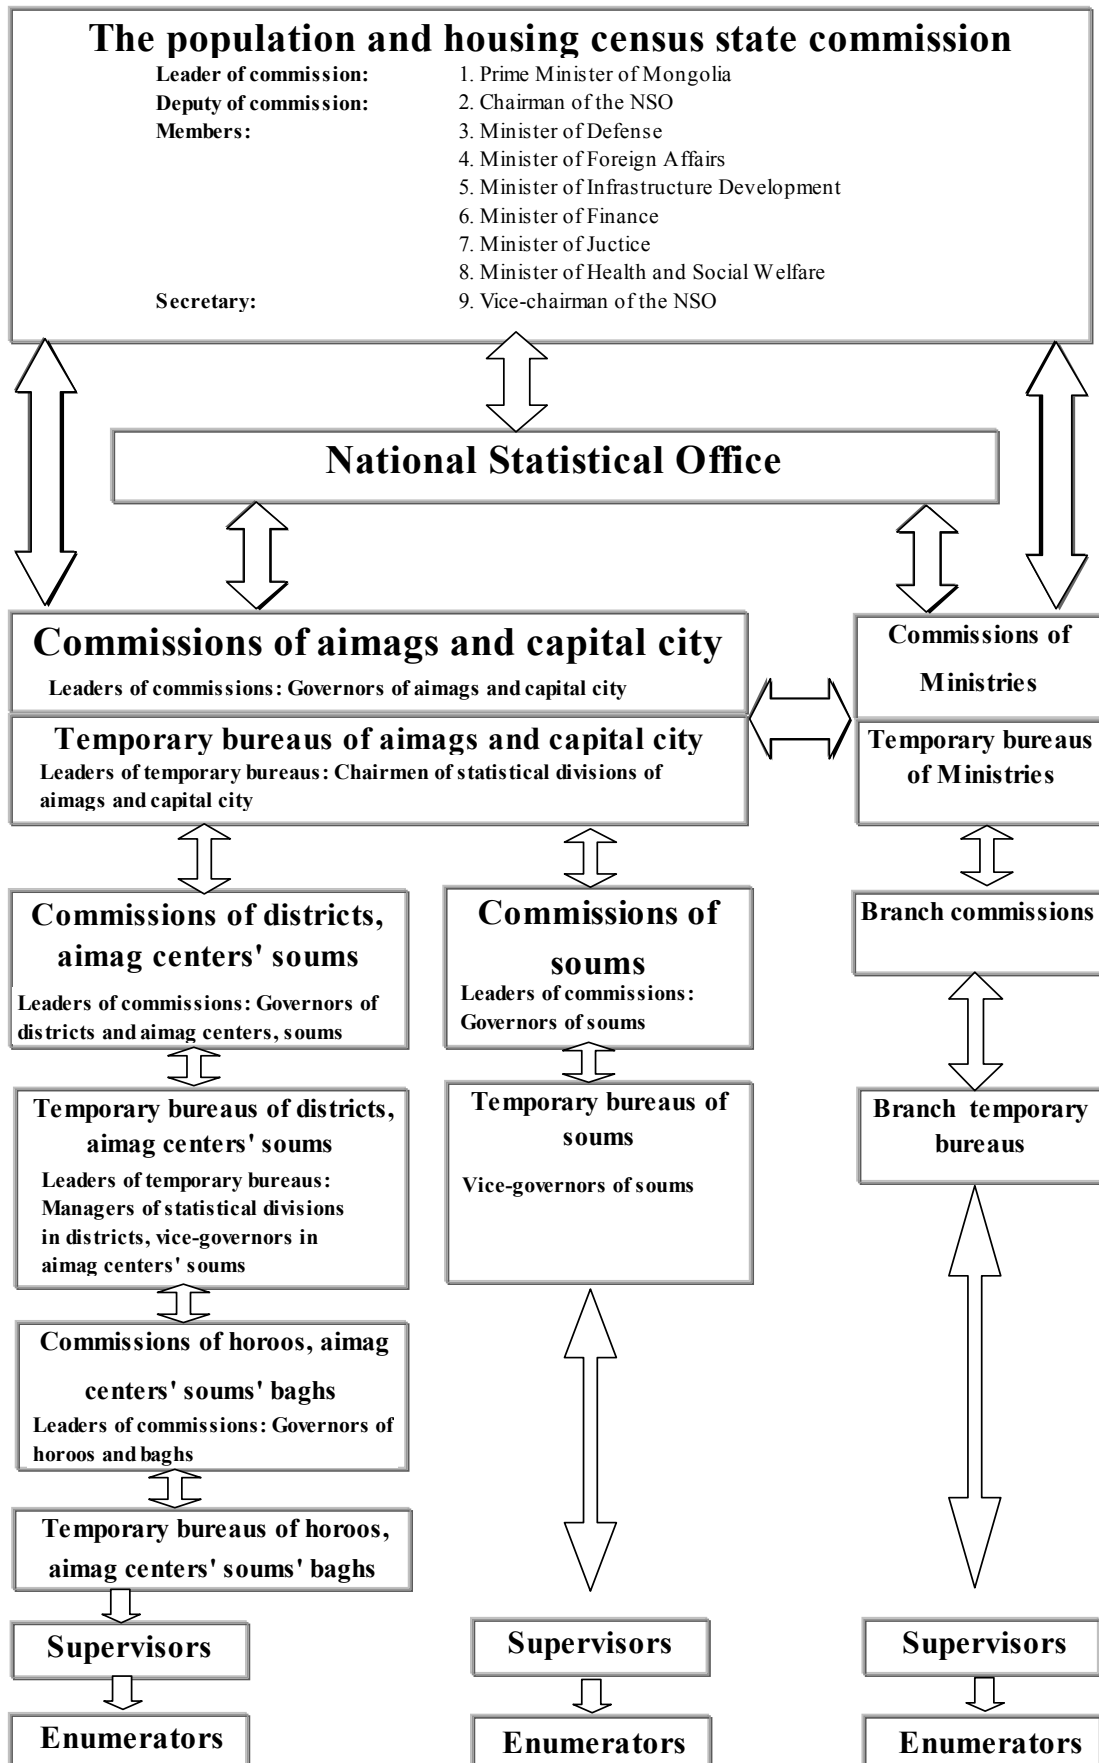 The population and housing census state commission
Leader of commission: 1. Prime Minister of Mongolia
Deputy of commission: 2. Chairman of the NSO
Members: 3. Minister of Defense
4. Minister of Foreign Affairs
5. Minister of Infrastructure Development
6. Minister of Finance
7. Minister of Juctice
8. Minister of Health and Social Welfare
Secretary: 9. Vice-chairman of the NSO
National Statistical Office
Commissions of aimags and capital city
Leaders of commissions: Governors of aimags and capital city
Temporary bureaus of aimags and capital city
Leaders of temporary bureaus: Chairmen of statistical divisions of
aimags and capital city
Commissions of
Ministries
Temporary bureaus
of Ministries
Commissions of districts,
aimag centers' soums
Leaders of commissions: Governors of
districts and aimag centers, soums
Commissions of
soums
Leaders of commissions:
Governors of soums
Branch commissions
Temporary bureaus of districts,
aimag centers' soums
Leaders of temporary bureaus:
Managers of statistical divisions
in districts, vice-governors in
aimag centers' soums
Temporary bureaus of
soums
Vice-governors of soums
Branch temporary
bureaus
Commissions of horoos, aimag
centers' soums' baghs
Leaders of commissions: Governors of
horoos and baghs
Temporary bureaus of horoos,
aimag centers' soums' baghs
Supervisors
Supervisors
Supervisors
Enumerators
Enumerators
Enumerators